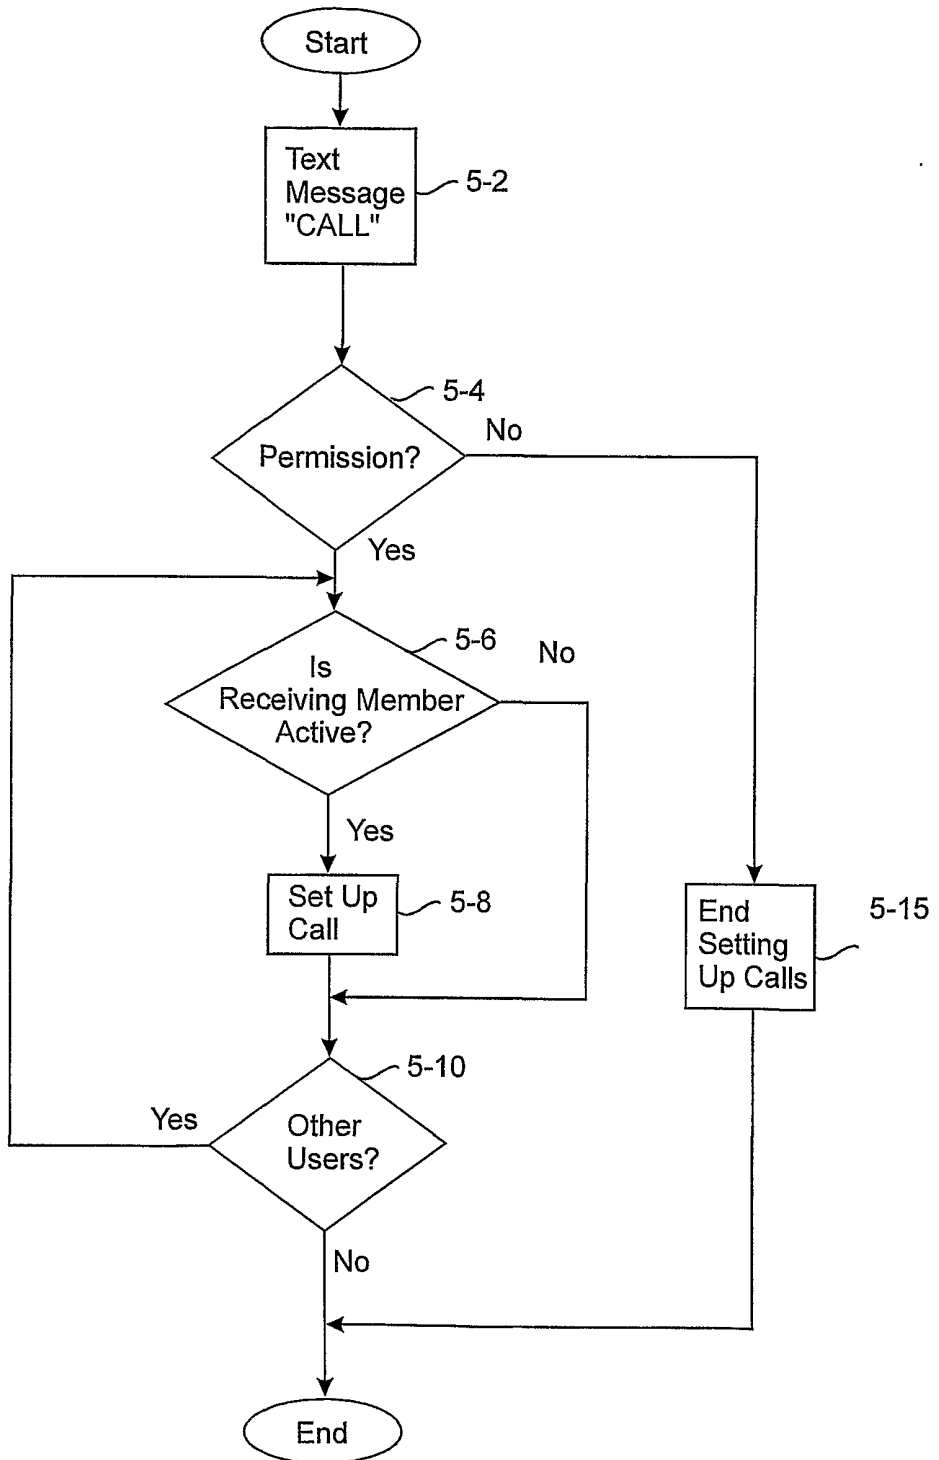 Start
Text
Message
"CALL"
5-2
5-4
No
Permission?
Yes
5-6
No
Is
Receiving Member
Active?
Yes
Set Up
Call
5-8
End
Setting
Up Calls
5-15
5-10
Yes
Other
Users?
No
End